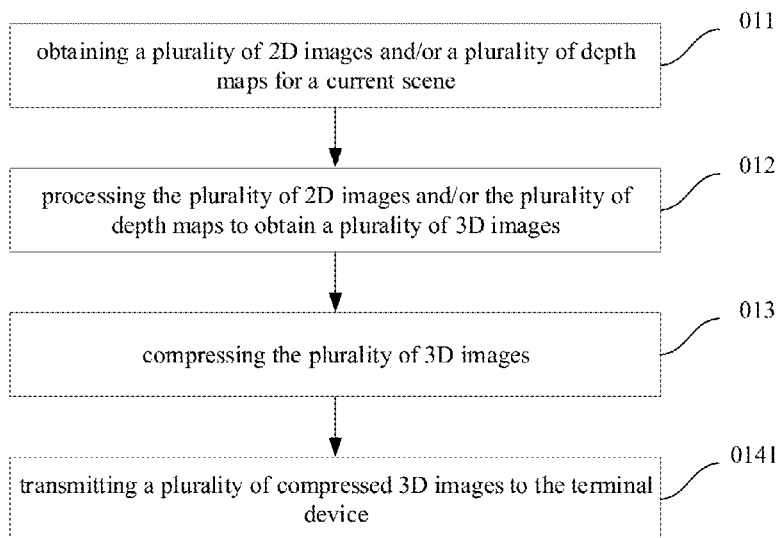 011
obtaining a plurality of 2D images and/or a plurality of depth
maps for a current scene
012
processing the plurality of 2D images and/or the plurality of
depth maps to obtain a plurality of 3D images
013
compressing the plurality of 3D images
0141
transmitting a plurality of compressed 3D images to the terminal
device